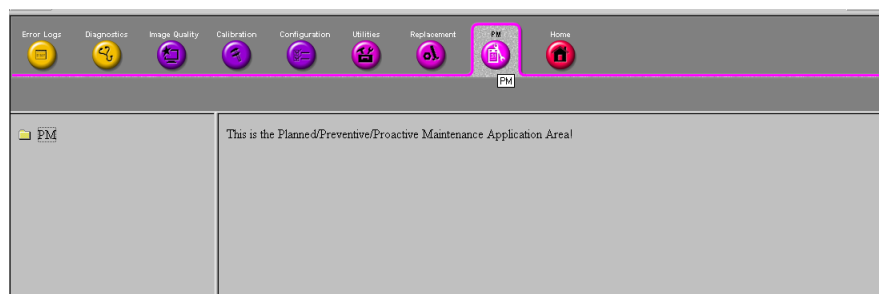 Error Logs Diagnostics Image Quality Calibration Configuration Utilities Replacement PM Home
PM
PM
This is the Planned/Preventive/Proactive Maintenance Application Area!